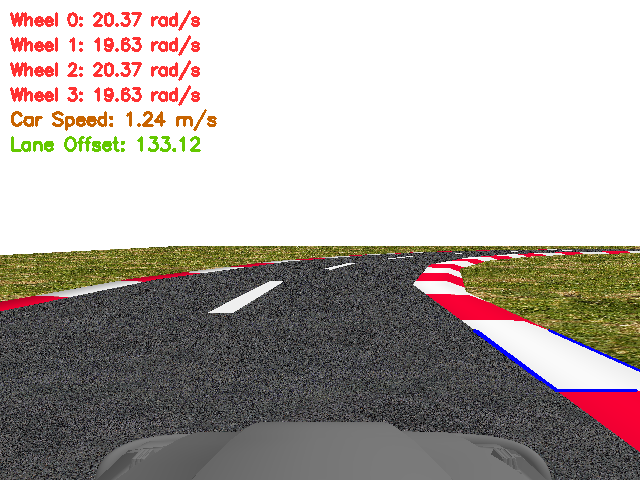 Wheel 0: 20.37 rad/s
Wheel 1: 19.63 rad/s
Wheel 2: 20.37 rad/s
Wheel 3: 19.63 rad/s
Car Speed: 1.24 m/s
Lane Offset: 133.12